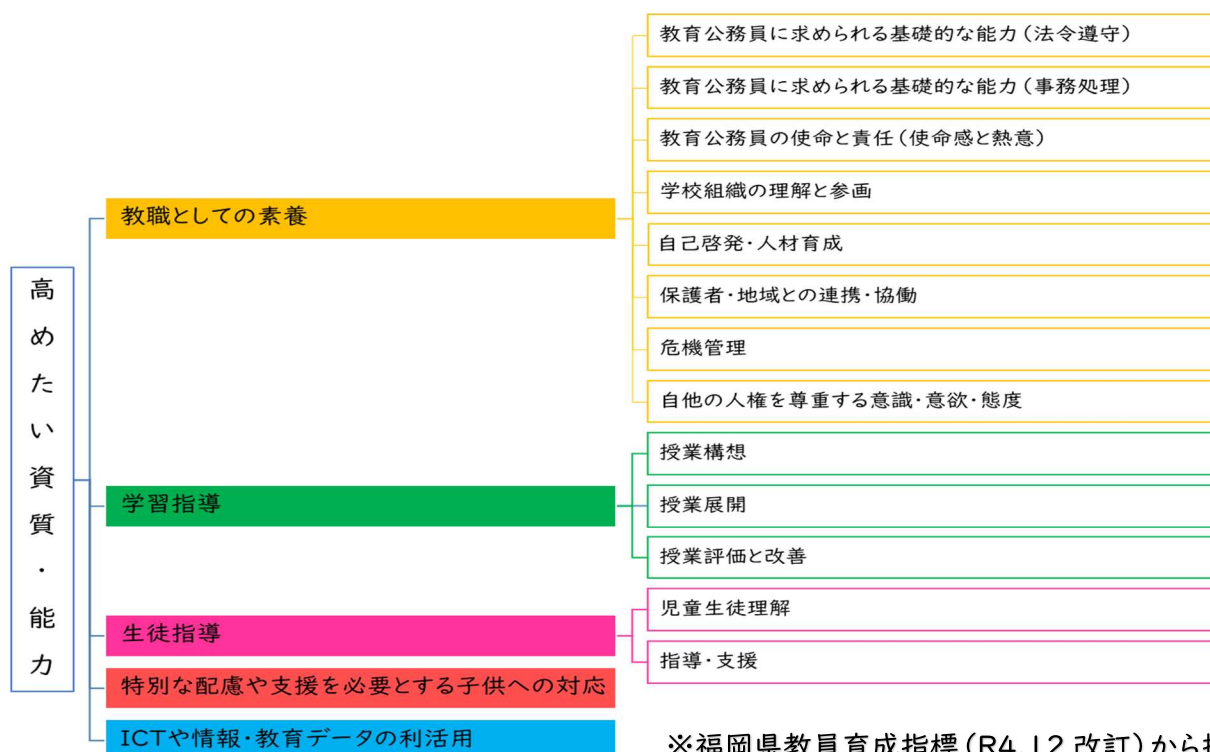 高めたい資質・能力
教職としての素養
教育公務員に求められる基礎的な能力(法令遵守)
教育公務員に求められる基礎的な能力(事務処理)
教育公務員の使命と責任(使命感と熱意)
学校組織の理解と参画
自己啓発・人材育成
保護者・地域との連携・協働
危機管理
自他の人権を尊重する意識・意欲・態度
学習指導
授業構想
授業展開
授業評価と改善
生徒指導
児童生徒理解
指導・支援
特別な配慮や支援を必要とする子供への対応
ICTや情報・教育データの利活用
※福岡県教員育成指標(R4.12改訂)から